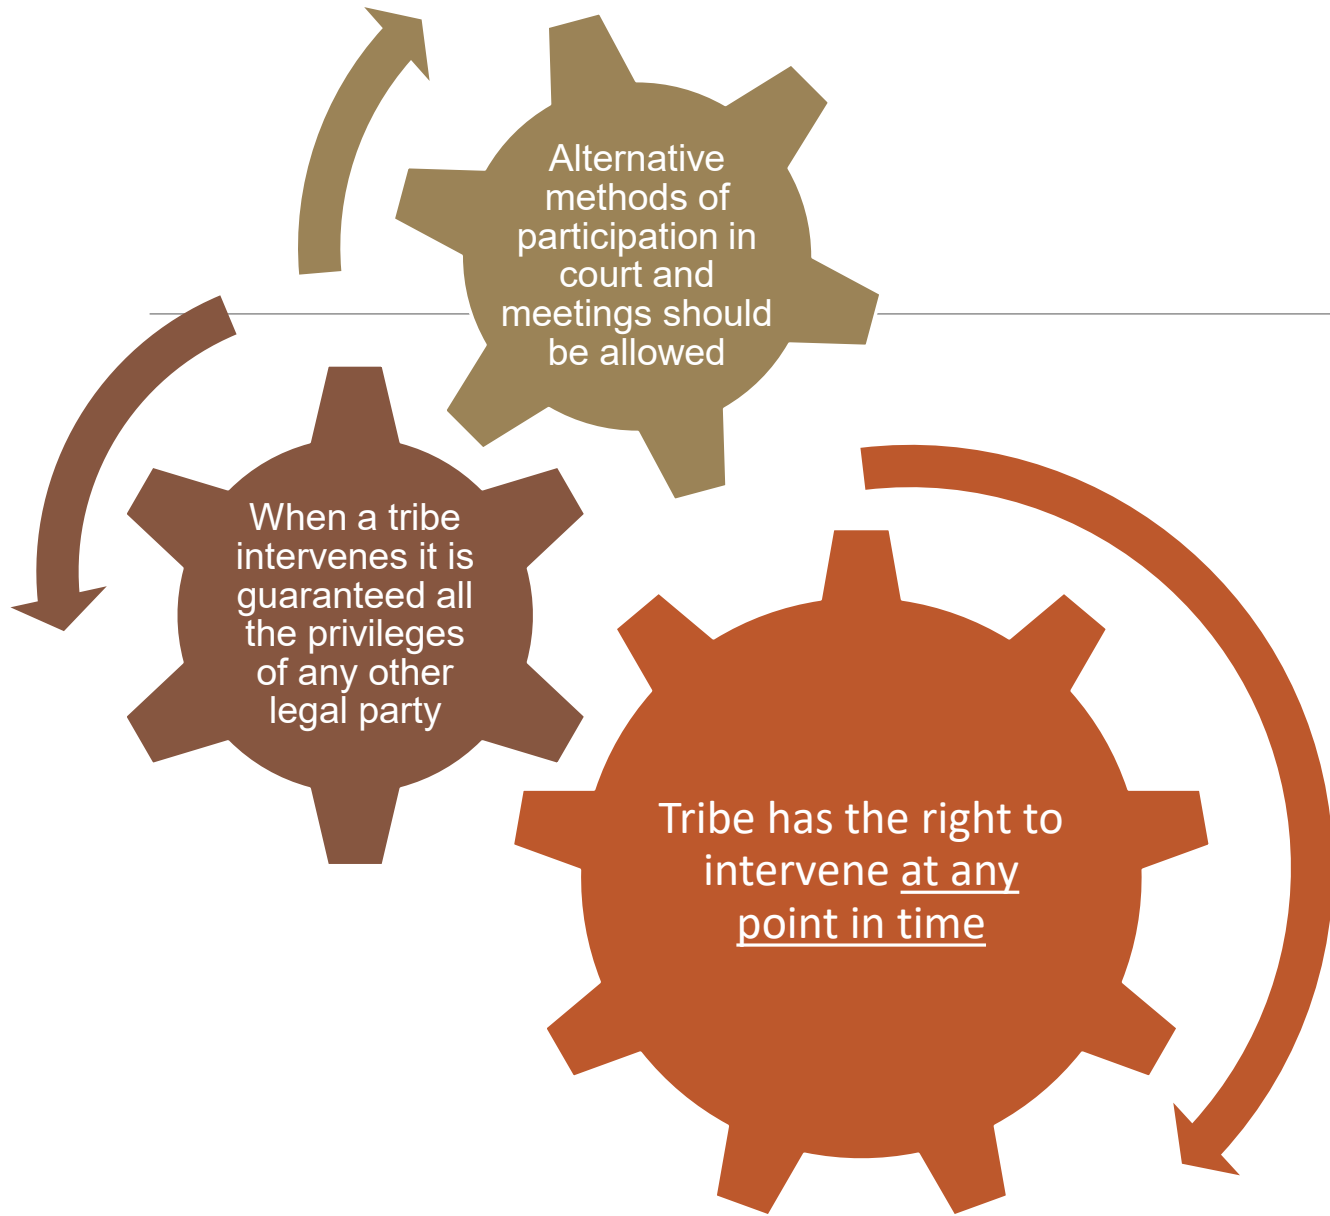 Alternative
methods of
participation in
court and
meetings should
be allowed
When a tribe
intervenes it is
guaranteed all
the privileges
of any other
legal party
Tribe has the right to
intervene at any
point in time